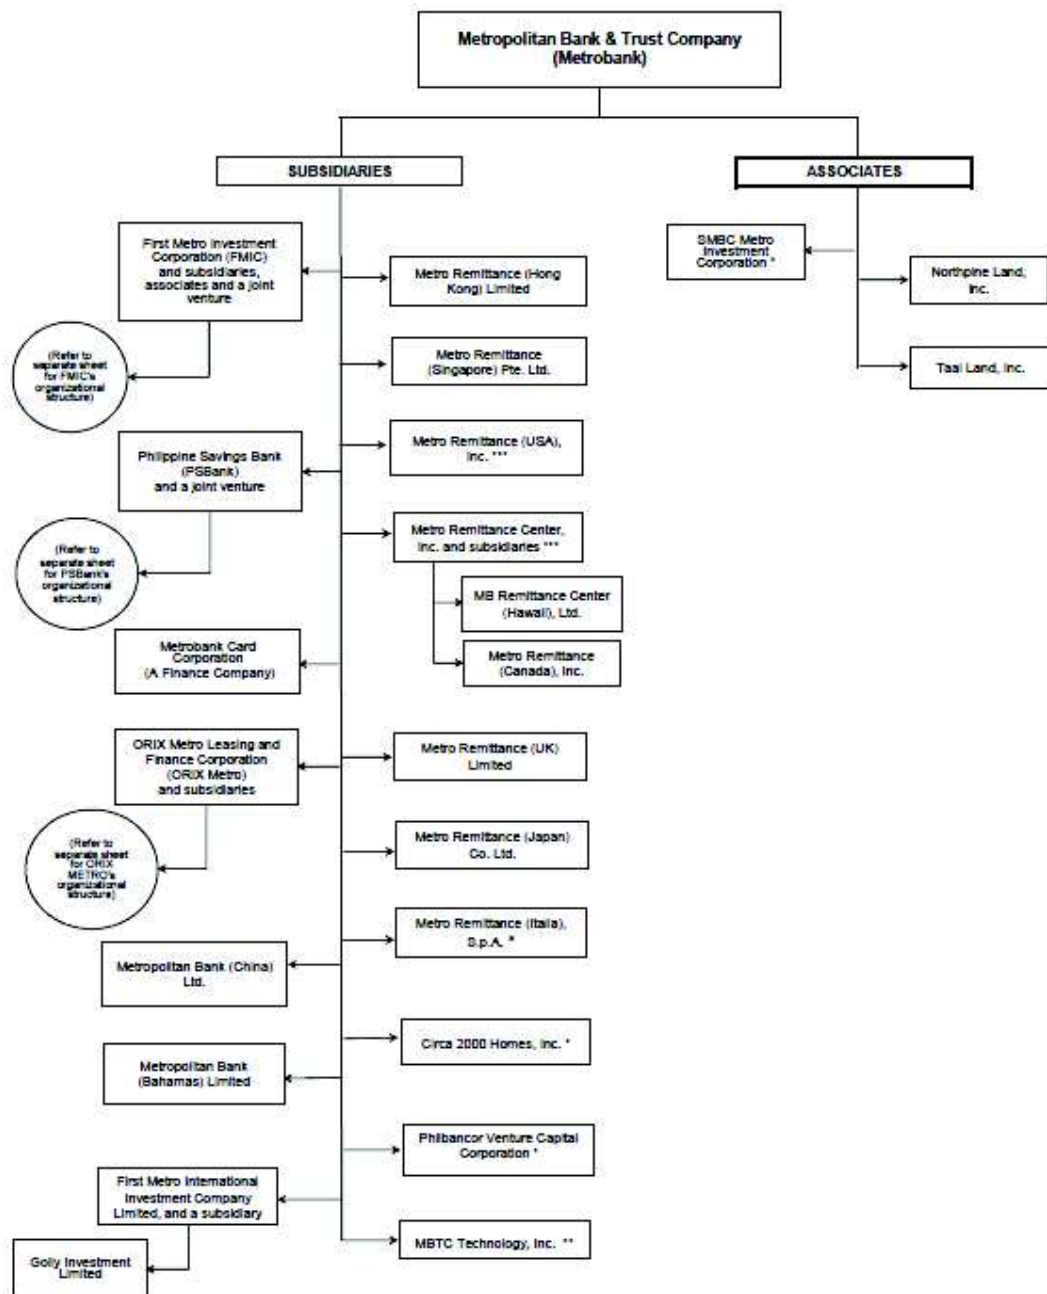 Metropolitan Bank & Trust Company
(Metrobank)
SUBSIDIARIES
ASSOCIATES
First Metro Investment
Corporation (FMIC)
and subsidiaries,
associates and a joint
venture
(Refer to
separate sheet
for FMIC's
organizational
structure)
Philippine Savings Bank
(PSBank)
and a joint venture
(Refer to
separate sheet
for PSBank's
organizational
structure)
Metrobank Card
Corporation
(A Finance Company)
ORIX Metro Leasing and
Finance Corporation
(ORIX Metro)
and subsidiaries
(Refer to
separate sheet
for ORIX
METRO's
organizational
structure)
Metropolitan Bank (China)
Ltd.
Metropolitan Bank
(Bahamas) Limited
First Metro International
Investment Company
Limited, and a subsidiary
Golly Investment
Limited
Metro Remittance (Hong
Kong) Limited
Metro Remittance
(Singapore) Pte. Ltd.
Metro Remittance (USA),
Inc. ***
Metro Remittance Center,
Inc. and subsidiaries ***
MB Remittance Center
(Hawaii), Ltd.
Metro Remittance
(Canada), Inc.
Metro Remittance (UK)
Limited
Metro Remittance (Japan)
Co. Ltd.
Metro Remittance (Italia),
S.p.A. *
Circa 2000 Homes, Inc. *
Philbancor Venture Capital
Corporation *
MBTC Technology, Inc. **
SMBC Metro
Investment
Corporation *
Northpine Land,
Inc.
Taal Land, Inc.